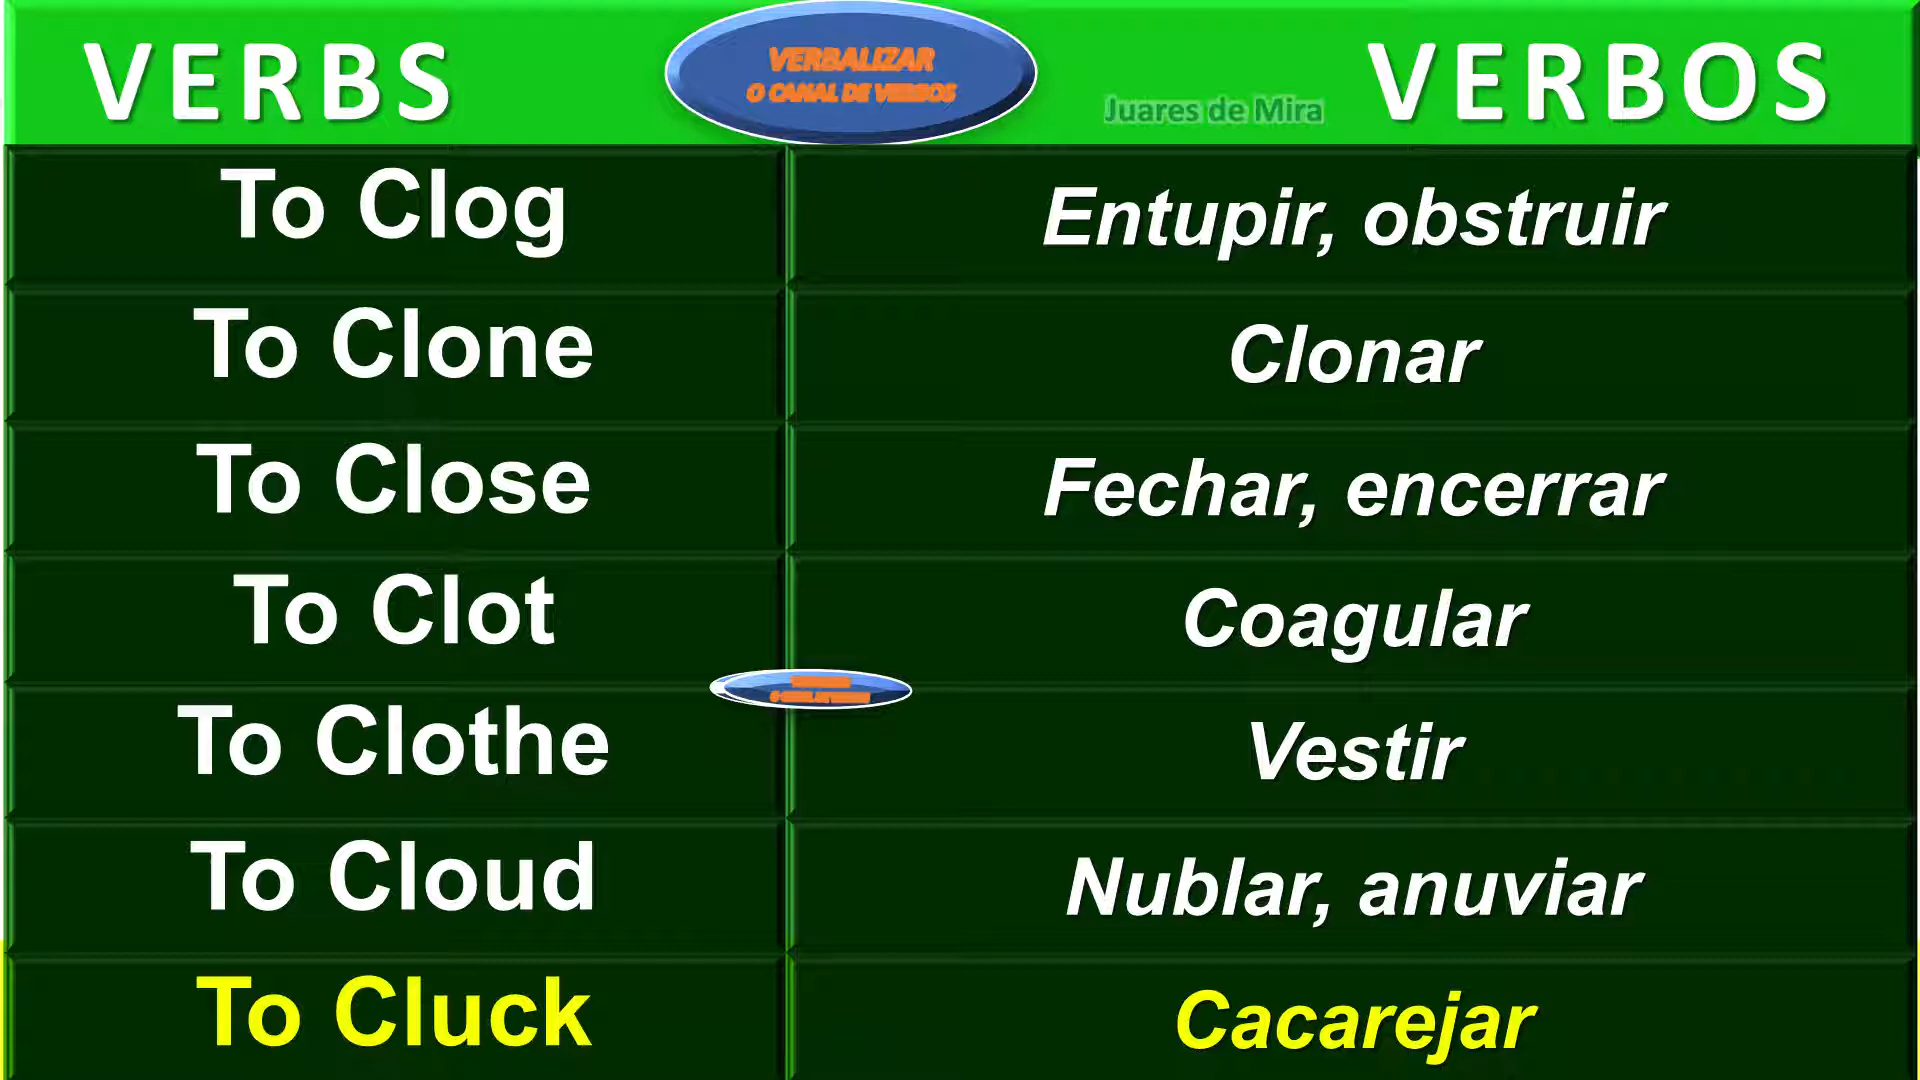 VERBS
VERBALIZAR
O CANAL DE VERBOS
Juares de Mira
VERBOS
To Clog
Entupir, obstruir
To Clone
Clonar
To Close
Fechar, encerrar
To Clot
Coagular
To Clothe
Vestir
To Cloud
Nublar, anuviar
To Cluck
Cacarejar